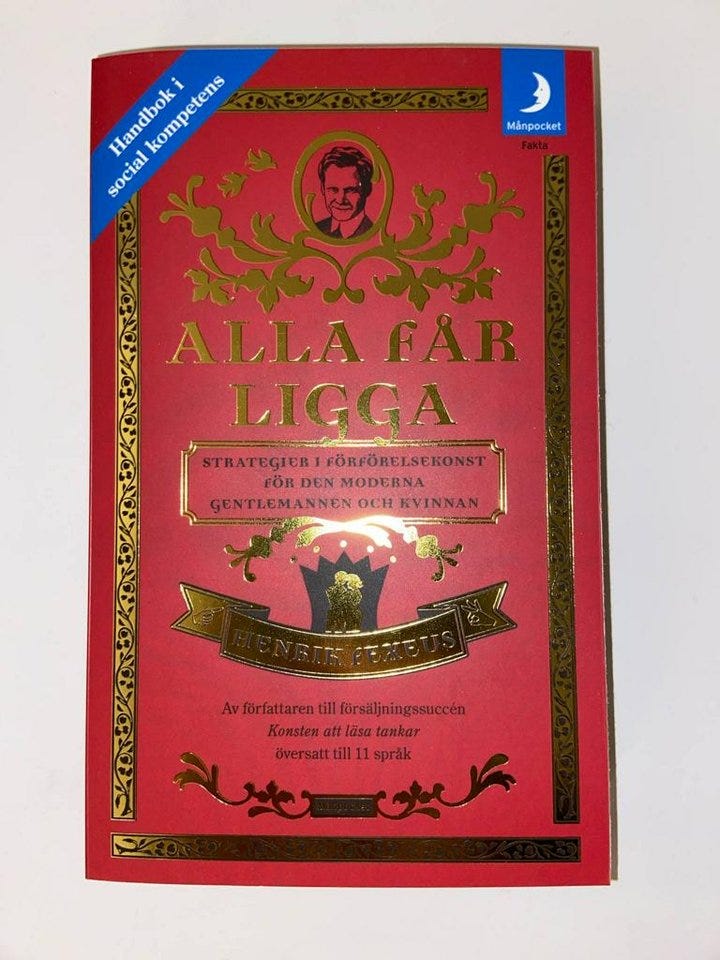 Handbok i
social kompetens
Månpocket
Fakta
ALLA FÅR
LIGGA
STRATEGIER I FÖRFÖRELSEKONST
FÖR DEN MODERNA
GENTLEMANNEN OCH KVINNAN
HENRIK FEXEUS
Av författaren till försäljningssuccén
Konsten att läsa tankar
översatt till 11 språk